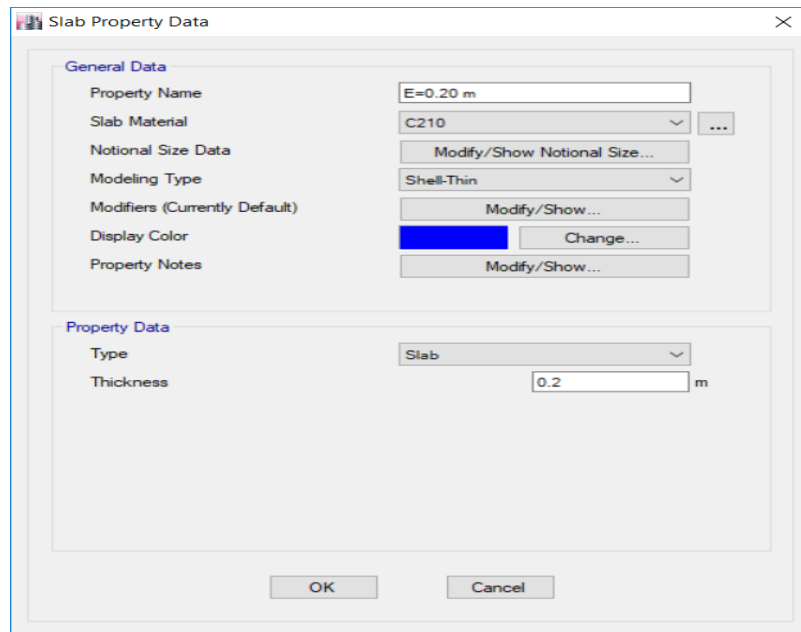 Slab Property Data
General Data
Property Name E=0.20 m
Slab Material C210 ...
Notional Size Data Modify/Show Notional Size...
Modeling Type Shell-Thin
Modifiers (Currently Default) Modify/Show...
Display Color Change...
Property Notes Modify/Show...
Property Data
Type Slab
Thickness 0.2 m
OK Cancel